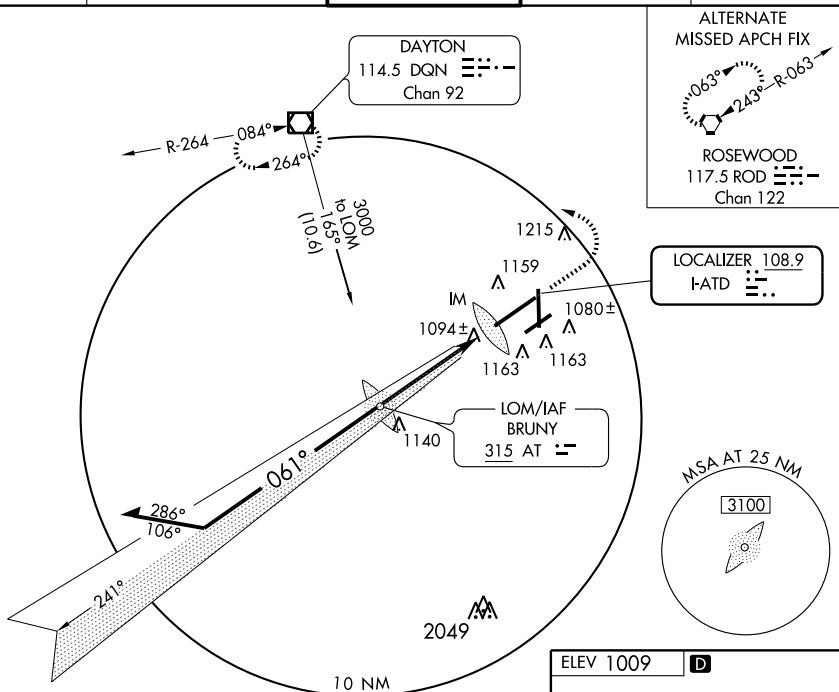 ALTERNATE
MISSED APCH FIX
063°
243°
R-063
ROSEWOOD
117.5 ROD
Chan 122
DAYTON
114.5 DQN
Chan 92
R-264
084°
264°
3000
to LOM
165°
(10.6)
1215
1159
LOCALIZER 108.9
I-ATD
IM
1094±
1080±
1163
1163
LOM/IAF
BRUNY
315 AT
1140
061°
286°
106°
241°
MSA AT 25 NM
3100
2049
10 NM
ELEV 1009
D